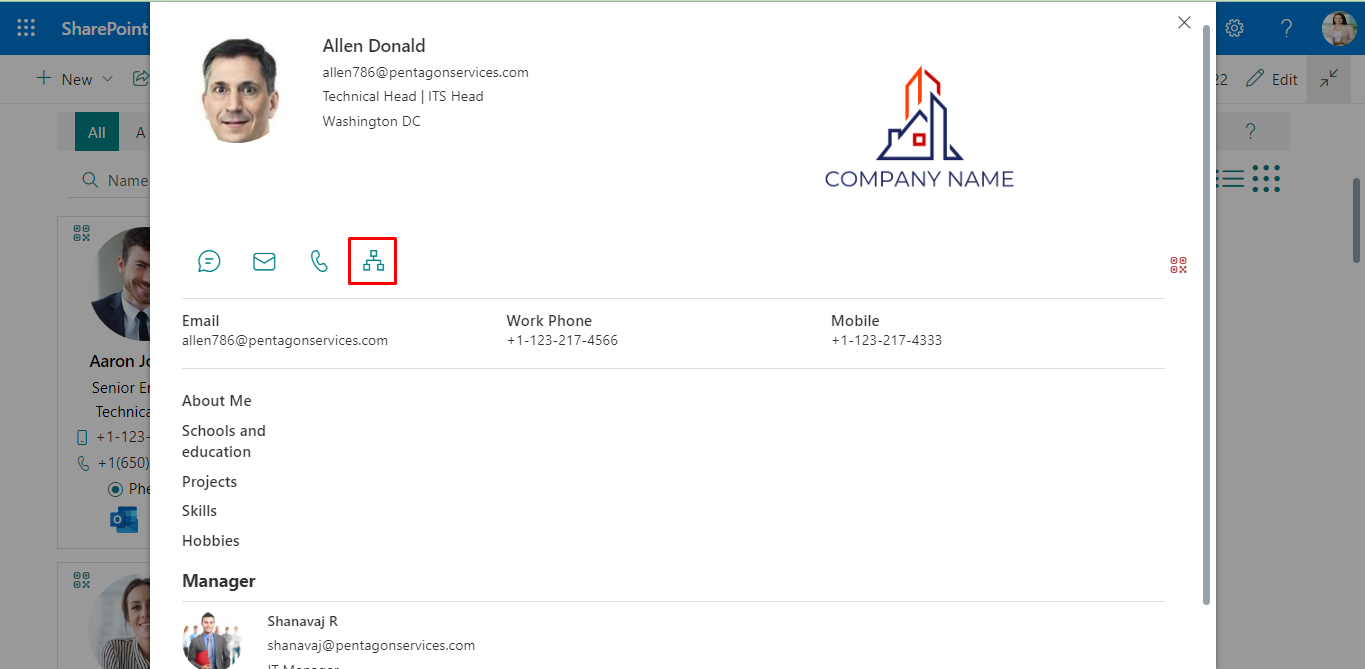 SharePoint
?
New
22
Edit
All
A
?
Name
Allen Donald
allen786@pentagonservices.com
Technical Head | ITS Head
Washington DC
COMPANY NAME
Email
allen786@pentagonservices.com
Work Phone
+1-123-217-4566
Mobile
+1-123-217-4333
About Me
Schools and
education
Projects
Skills
Hobbies
Manager
Shanavaj R
shanavaj@pentagonservices.com
IT Manager
Aaron Jo
Senior En
Technica
+1-123-
+1(650)
Phe